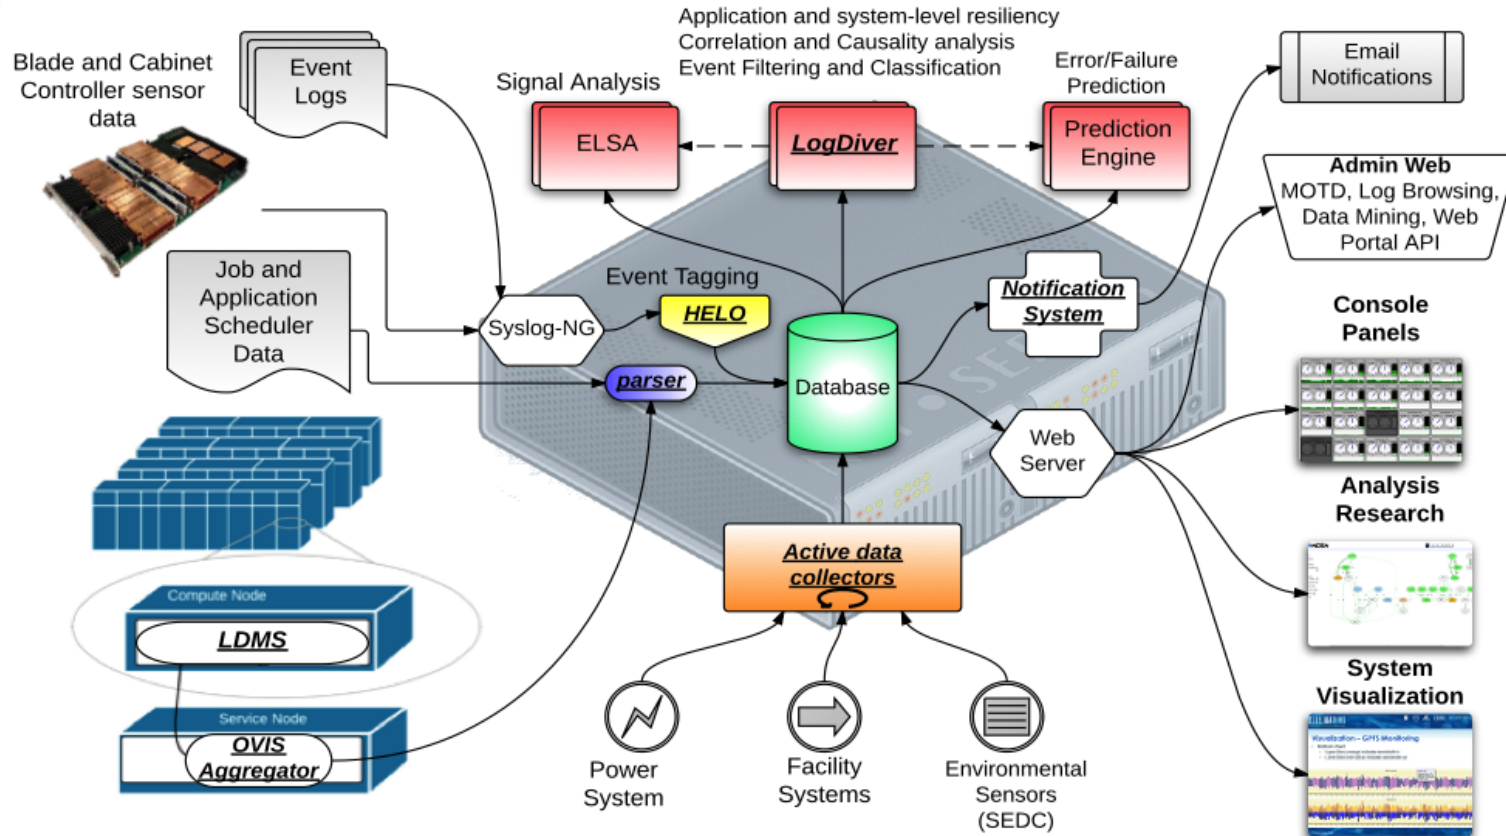 Application and system-level resiliency
Correlation and Causality analysis
Event Filtering and Classification
Blade and Cabinet
Controller sensor
data
Event
Logs
Signal Analysis
Error/Failure
Prediction
Email
Notifications
ELSA
LogDiver
Prediction
Engine
Admin Web
MOTD, Log Browsing,
Data Mining, Web
Portal API
Job and
Application
Scheduler
Data
Event Tagging
Syslog-NG
HELO
Notification
System
Console
Panels
parser
Database
Web
Server
Analysis
Research
Active data
collectors
Compute Node
LDMS
Service Node
OVIS
Aggregator
Power
System
Facility
Systems
Environmental
Sensors
(SEDC)
System
Visualization
Visualization – GPFS Monitoring